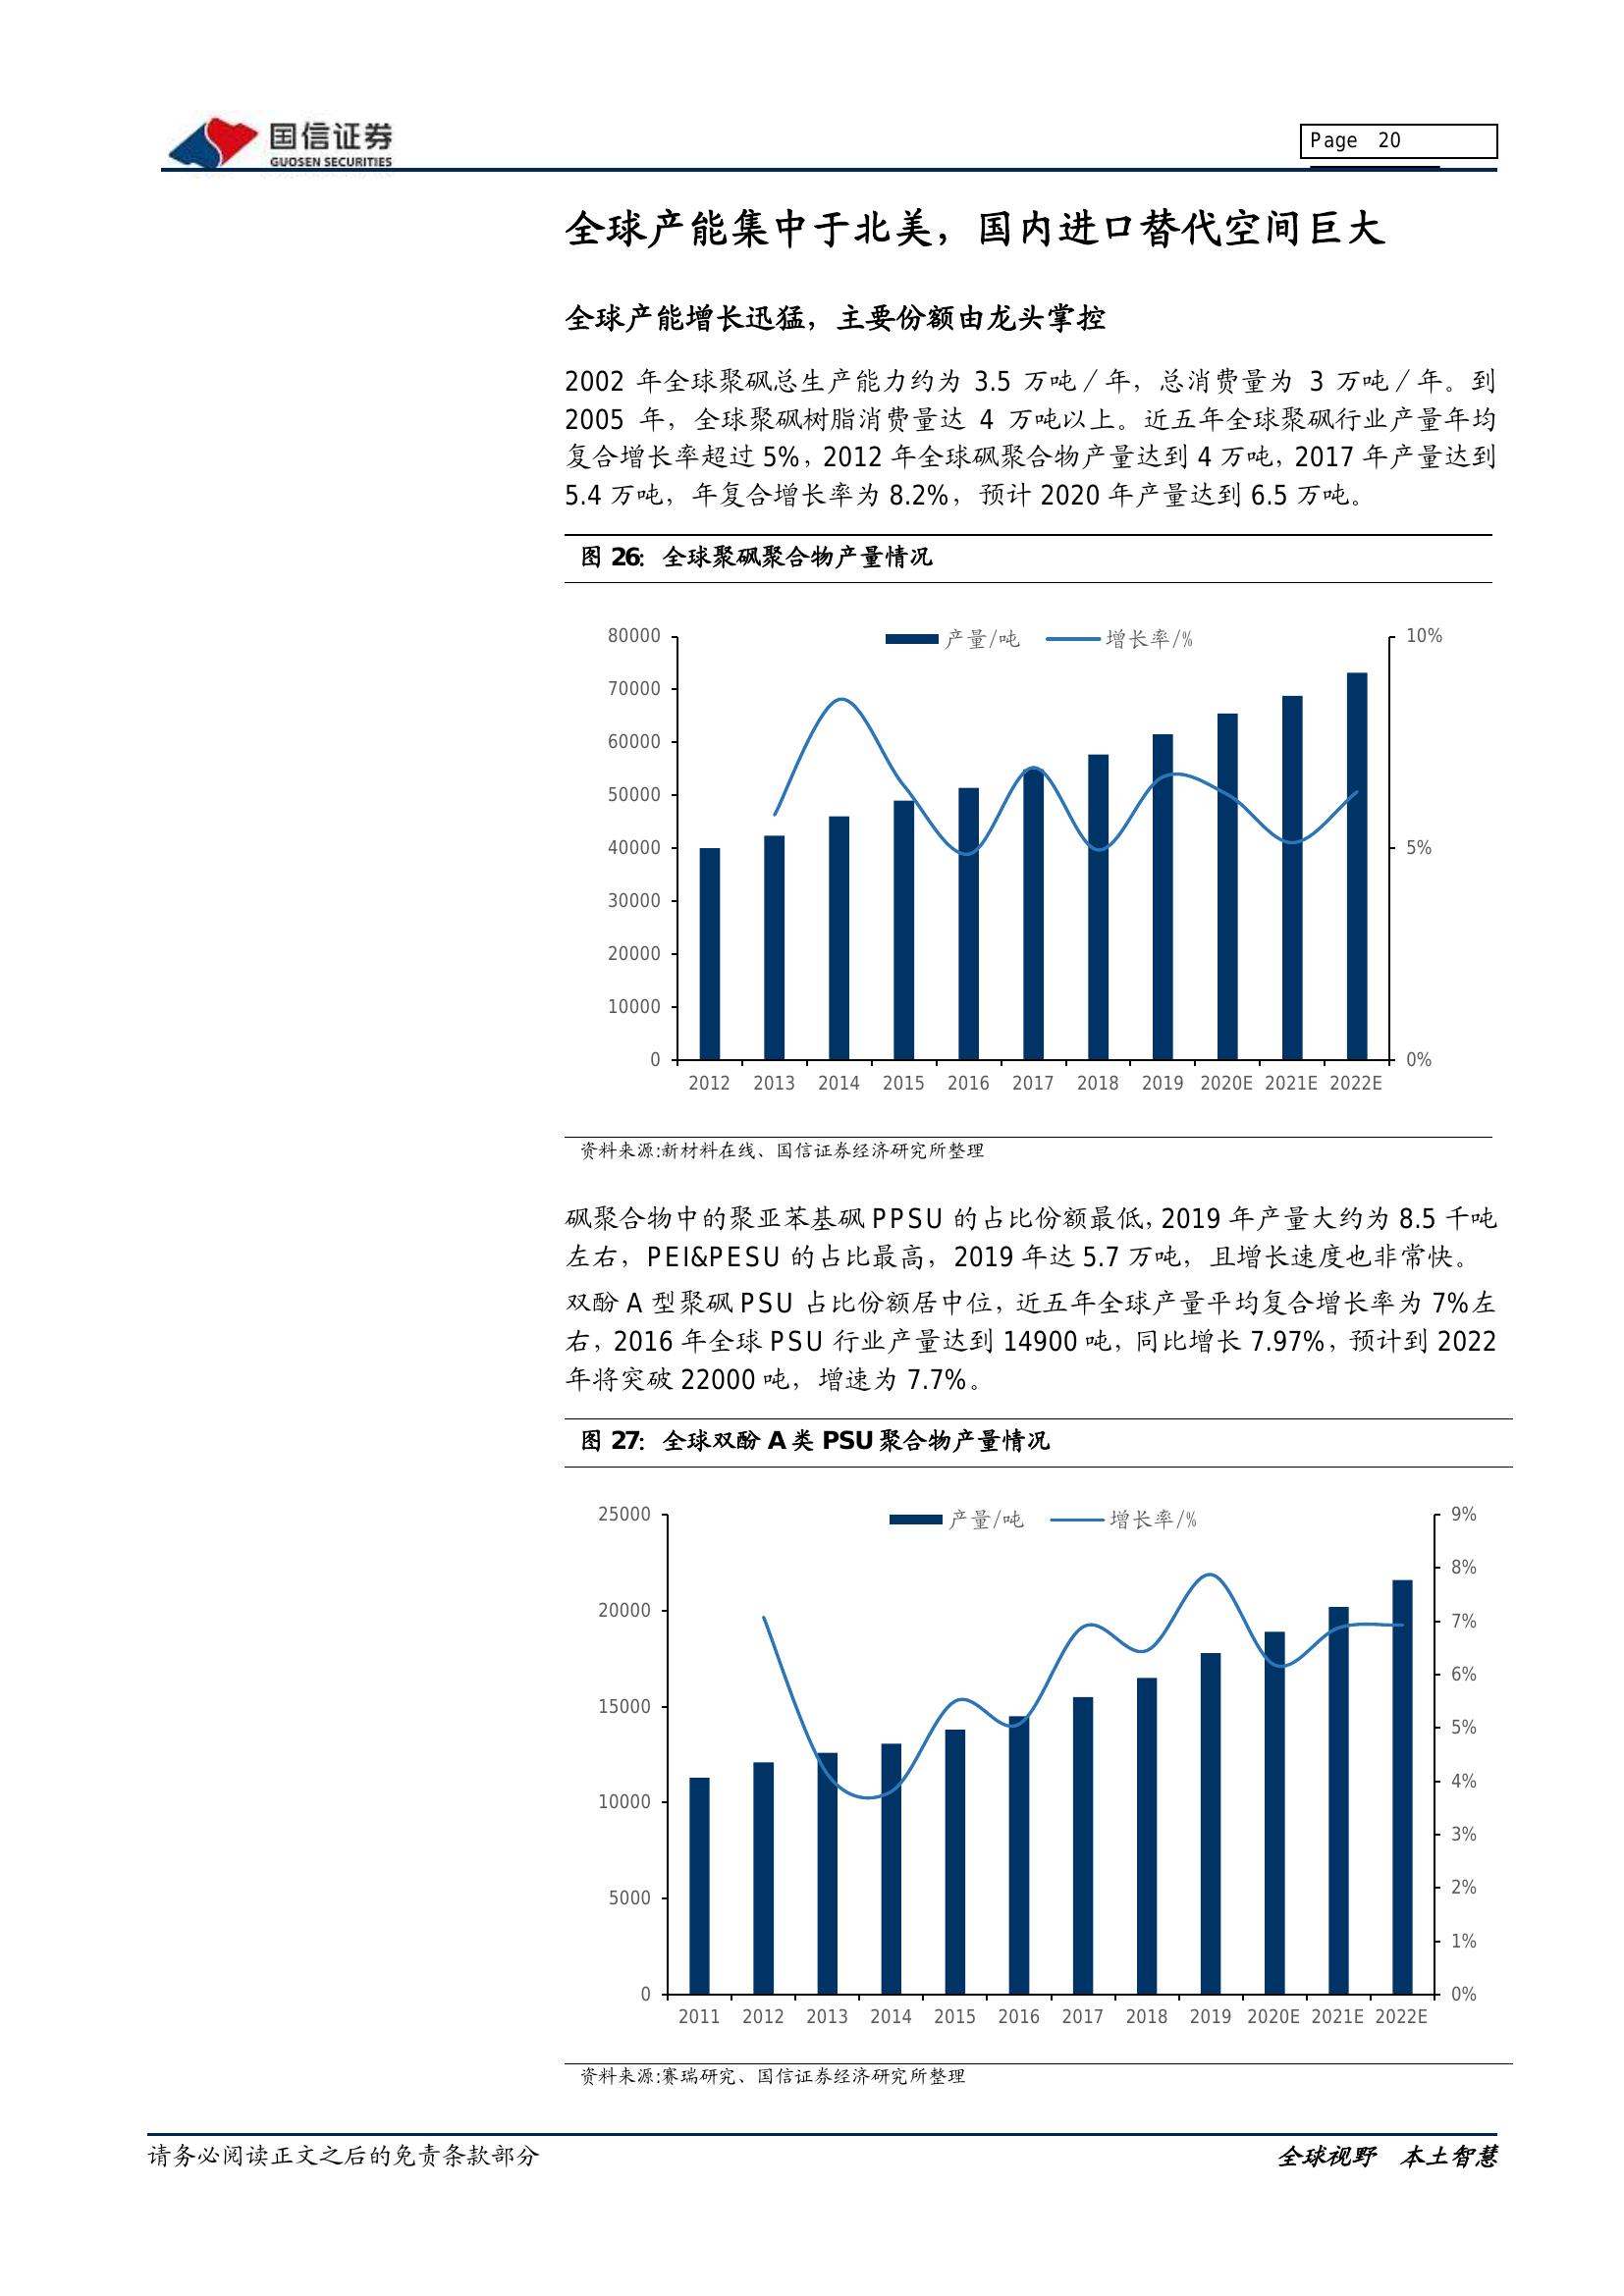 国信证券
GUOSEN SECURITIES
Page 20
全球产能集中于北美，国内进口替代空间巨大
全球产能增长迅猛，主要份额由龙头掌控
2002 年全球聚砜总生产能力约为 3.5 万吨／年，总消费量为 3 万吨／年。到
2005 年，全球聚砜树脂消费量达 4 万吨以上。近五年全球聚砜行业产量年均
复合增长率超过 5%，2012 年全球砜聚合物产量达到 4 万吨，2017 年产量达到
5.4 万吨，年复合增长率为 8.2%，预计 2020 年产量达到 6.5 万吨。
图 26：全球聚砜聚合物产量情况
产量/吨 增长率/%
80000
70000
60000
50000
40000
30000
20000
10000
0
10%
5%
0%
2012 2013 2014 2015 2016 2017 2018 2019 2020E 2021E 2022E
资料来源:新材料在线、国信证券经济研究所整理
砜聚合物中的聚亚苯基砜 PPSU 的占比份额最低，2019 年产量大约为 8.5 千吨
左右，PEI&PESU 的占比最高，2019 年达 5.7 万吨，且增长速度也非常快。
双酚 A 型聚砜 PSU 占比份额居中位，近五年全球产量平均复合增长率为 7%左
右，2016 年全球 PSU 行业产量达到 14900 吨，同比增长 7.97%，预计到 2022
年将突破 22000 吨，增速为 7.7%。
图 27：全球双酚 A 类 PSU 聚合物产量情况
产量/吨 增长率/%
25000
20000
15000
10000
5000
0
9%
8%
7%
6%
5%
4%
3%
2%
1%
0%
2011 2012 2013 2014 2015 2016 2017 2018 2019 2020E 2021E 2022E
资料来源:赛瑞研究、国信证券经济研究所整理
请务必阅读正文之后的免责条款部分
全球视野 本土智慧